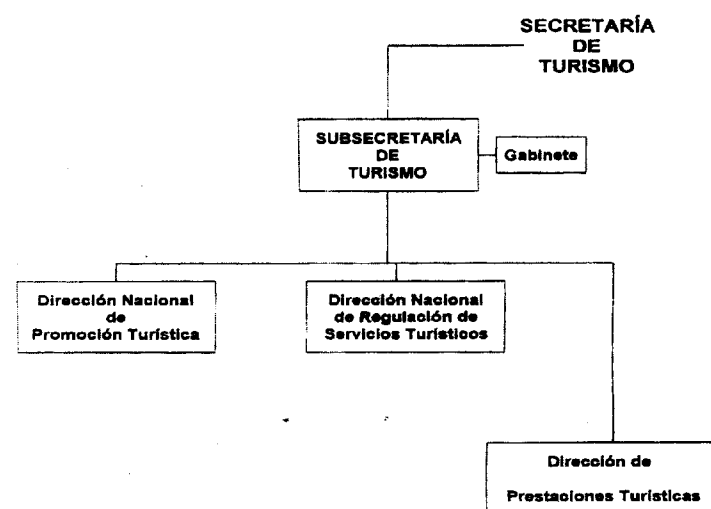 SECRETARÍA
DE
TURISMO
SUBSECRETARÍA
DE
TURISMO
Gabinete
Dirección Nacional
de
Promoción Turística
Dirección Nacional
de Regulación de
Servicios Turísticos
Dirección de
Prestaciones Turísticas